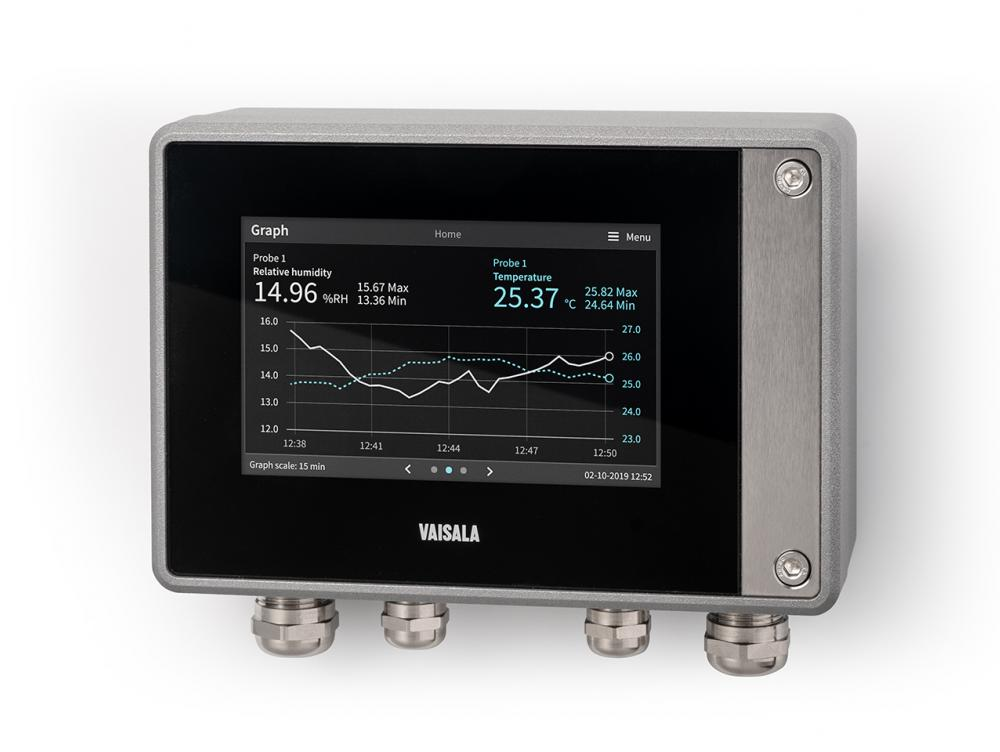 Graph Home Menu
Probe 1
Relative humidity
14.96 %RH 15.67 Max
13.36 Min
Probe 1
Temperature
25.37 °C 25.82 Max
24.64 Min
16.0 27.0
15.0 26.0
14.0 25.0
13.0 24.0
12.0 23.0
12:38 12:41 12:44 12:47 12:50
Graph scale: 15 min 02-10-2019 12:52
VAISALA